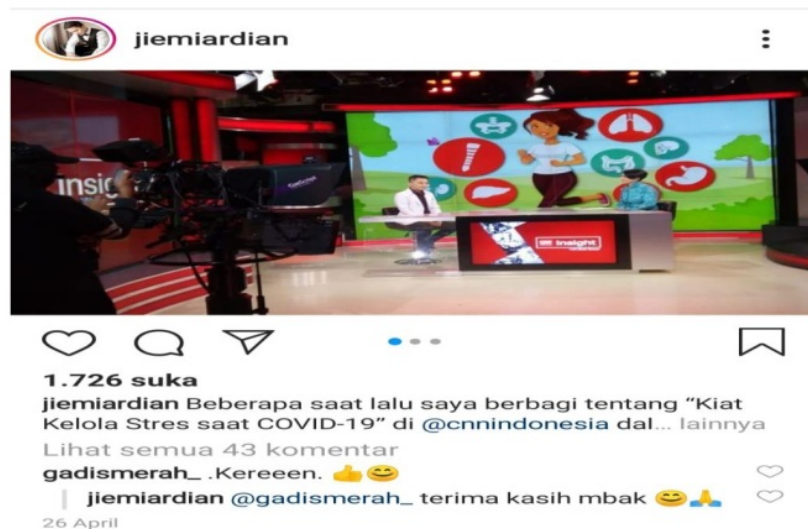 jiemiardian
insig
Insight
1.726 suka
jiemiardian Beberapa saat lalu saya berbagi tentang “Kiat
Kelola Stres saat COVID-19” di @cnnindonesia dal... lainnya
Lihat semua 43 komentar
gadismerah_ .Kereeen. 👍😊
jiemiardian @gadismerah_ terima kasih mbak 😊🙏
26 April